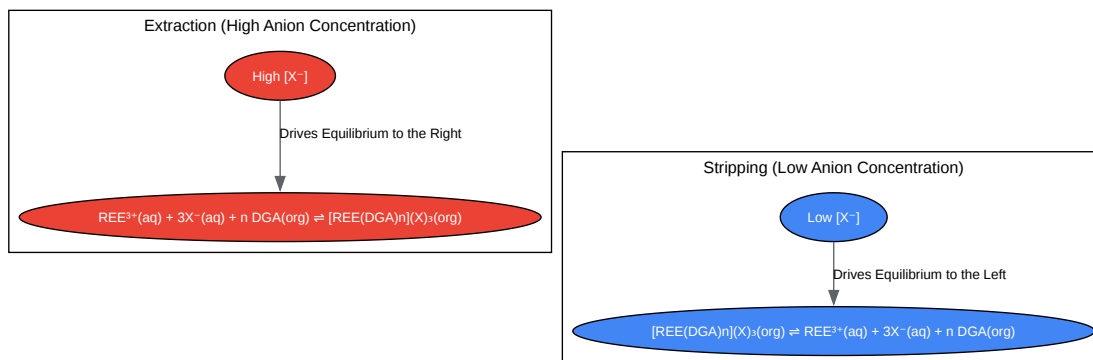 Extraction (High Anion Concentration)
High [X⁻]
Drives Equilibrium to the Right
REE³⁺(aq) + 3X⁻(aq) + n DGA(org) ⇌ [REE(DGA)n](X)₃(org)
Stripping (Low Anion Concentration)
Low [X⁻]
Drives Equilibrium to the Left
[REE(DGA)n](X)₃(org) ⇌ REE³⁺(aq) + 3X⁻(aq) + n DGA(org)